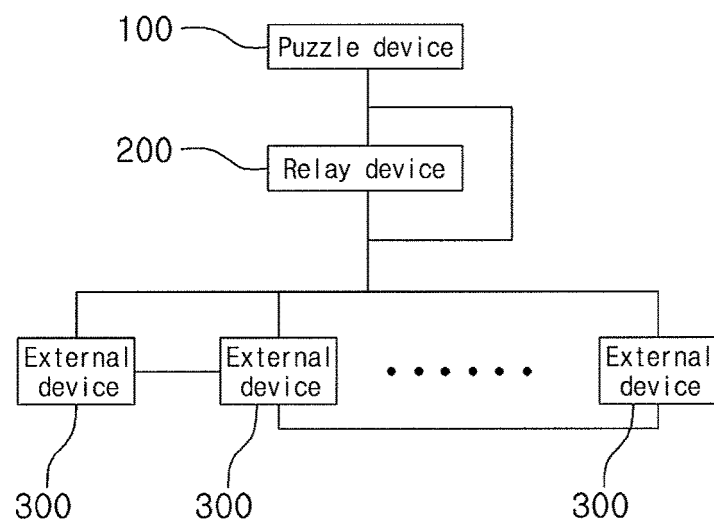 100
Puzzle device
200
Relay device
External device
External device
External device
300
300
300